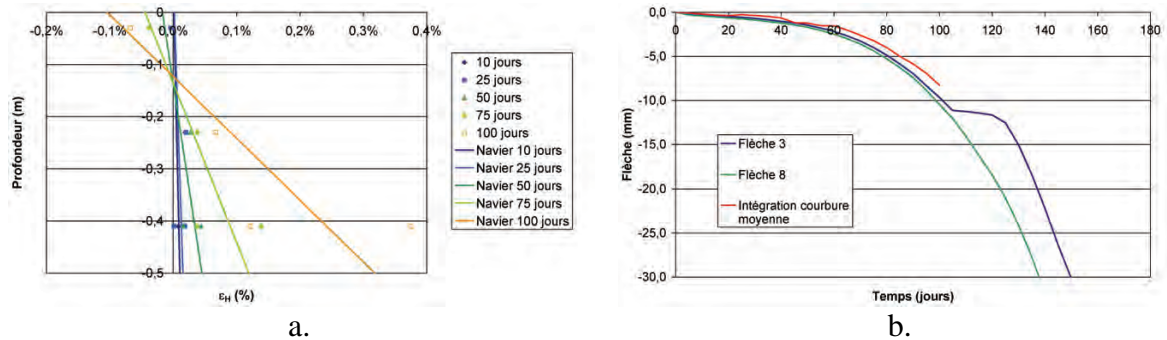 -0,2%
-0,1%
0,0%
0,1%
0,2%
0,3%
0,4%
0
-0,1
-0,2
-0,3
-0,4
-0,5
Profondeur (m)
εH (%)
10 jours
25 jours
50 jours
75 jours
100 jours
Navier 10 jours
Navier 25 jours
Navier 50 jours
Navier 75 jours
Navier 100 jours
a.
0,0
-5,0
-10,0
-15,0
-20,0
-25,0
-30,0
0
20
40
60
80
100
120
140
160
180
Flèche (mm)
Flèche 3
Flèche 8
Intégration courbure
moyenne
Temps (jours)
b.